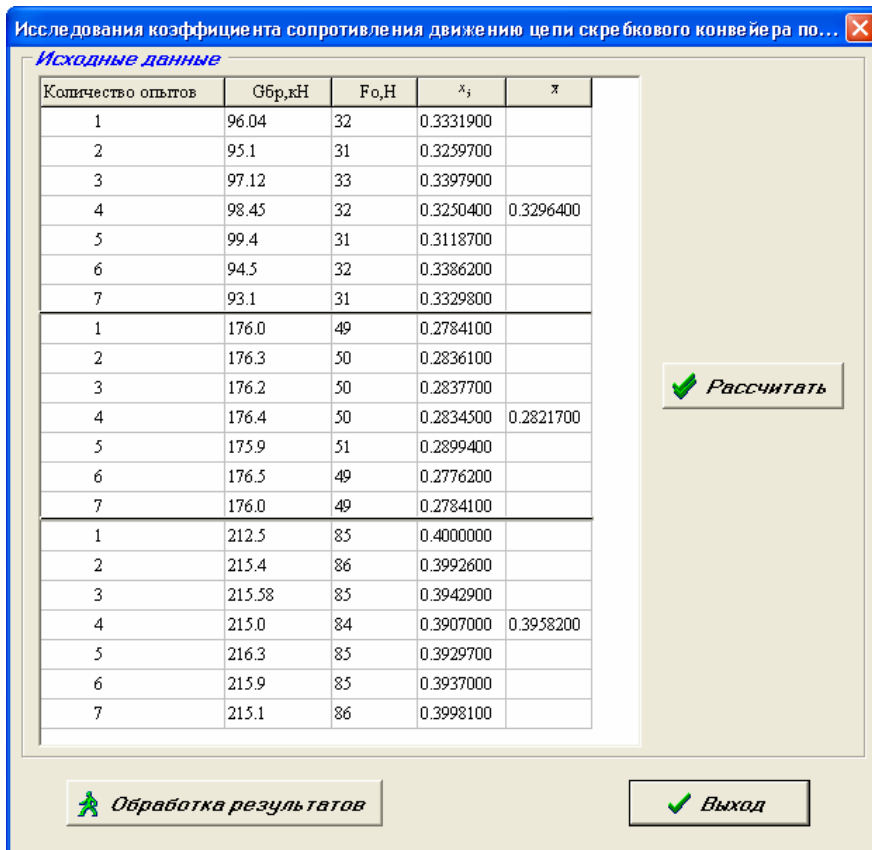 Исследования коэффициента сопротивления движению цепи скребкового конвейера по...
Исходные данные
Количество опытов Gбр,кН Fo,Н x_i x̄
1 96.04 32 0.3331900
2 95.1 31 0.3259700
3 97.12 33 0.3397900
4 98.45 32 0.3250400 0.3296400
5 99.4 31 0.3118700
6 94.5 32 0.3386200
7 93.1 31 0.3329800
1 176.0 49 0.2784100
2 176.3 50 0.2836100
3 176.2 50 0.2837700
4 176.4 50 0.2834500 0.2821700
5 175.9 51 0.2899400
6 176.5 49 0.2776200
7 176.0 49 0.2784100
1 212.5 85 0.4000000
2 215.4 86 0.3992600
3 215.58 85 0.3942900
4 215.0 84 0.3907000 0.3958200
5 216.3 85 0.3929700
6 215.9 85 0.3937000
7 215.1 86 0.3998100
Рассчитать
Обработка результатов
Выход